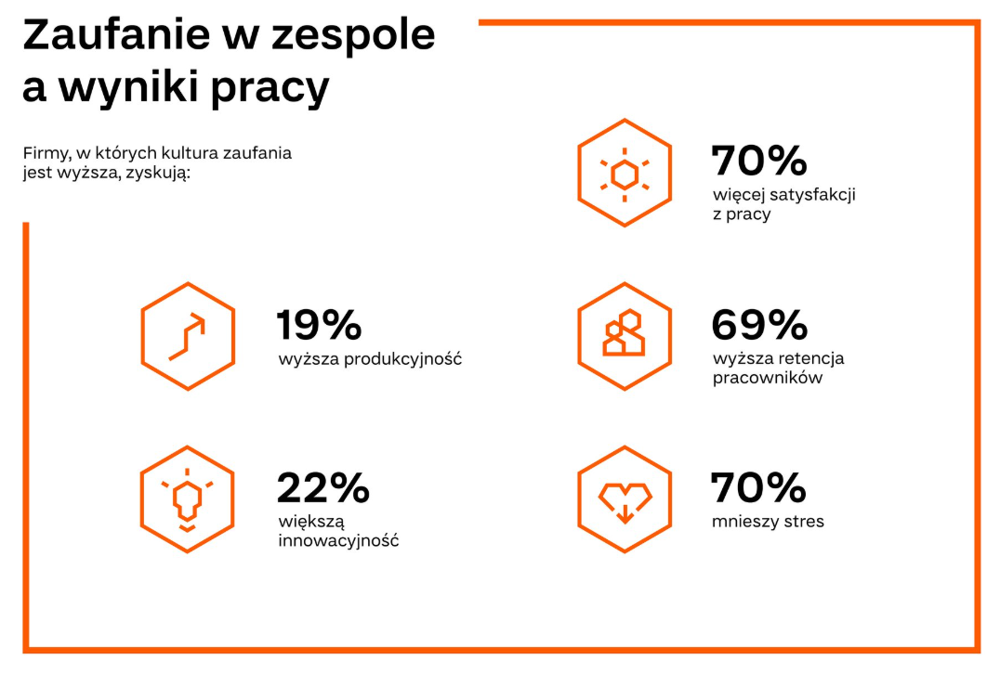 Zaufanie w zespole
a wyniki pracy
Firmy, w których kultura zaufania
jest wyższa, zyskują:
70%
więcej satysfakcji
z pracy
19%
wyższa produkcyjność
69%
wyższa retencja
pracowników
22%
większą
innowacyjność
70%
mnieszy stres